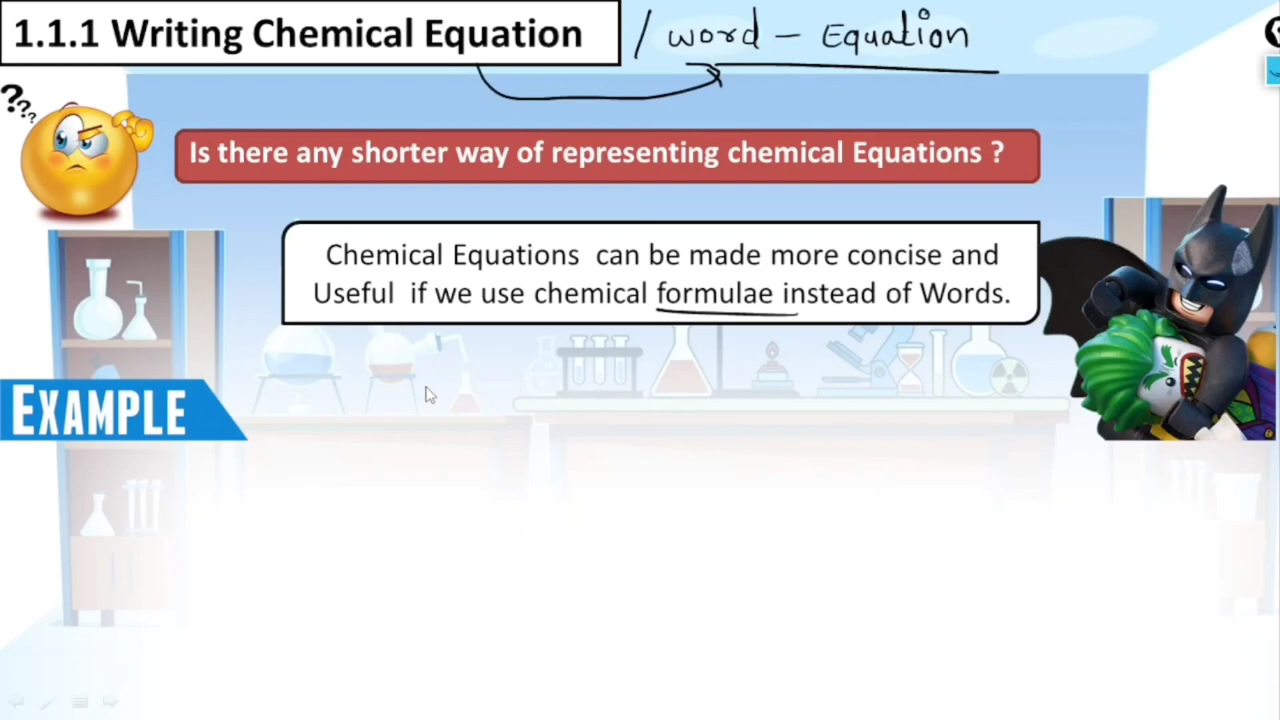 1.1.1 Writing Chemical Equation / word - Equation
???
Is there any shorter way of representing chemical Equations ?
Chemical Equations can be made more concise and
Useful if we use chemical formulae instead of Words.
EXAMPLE